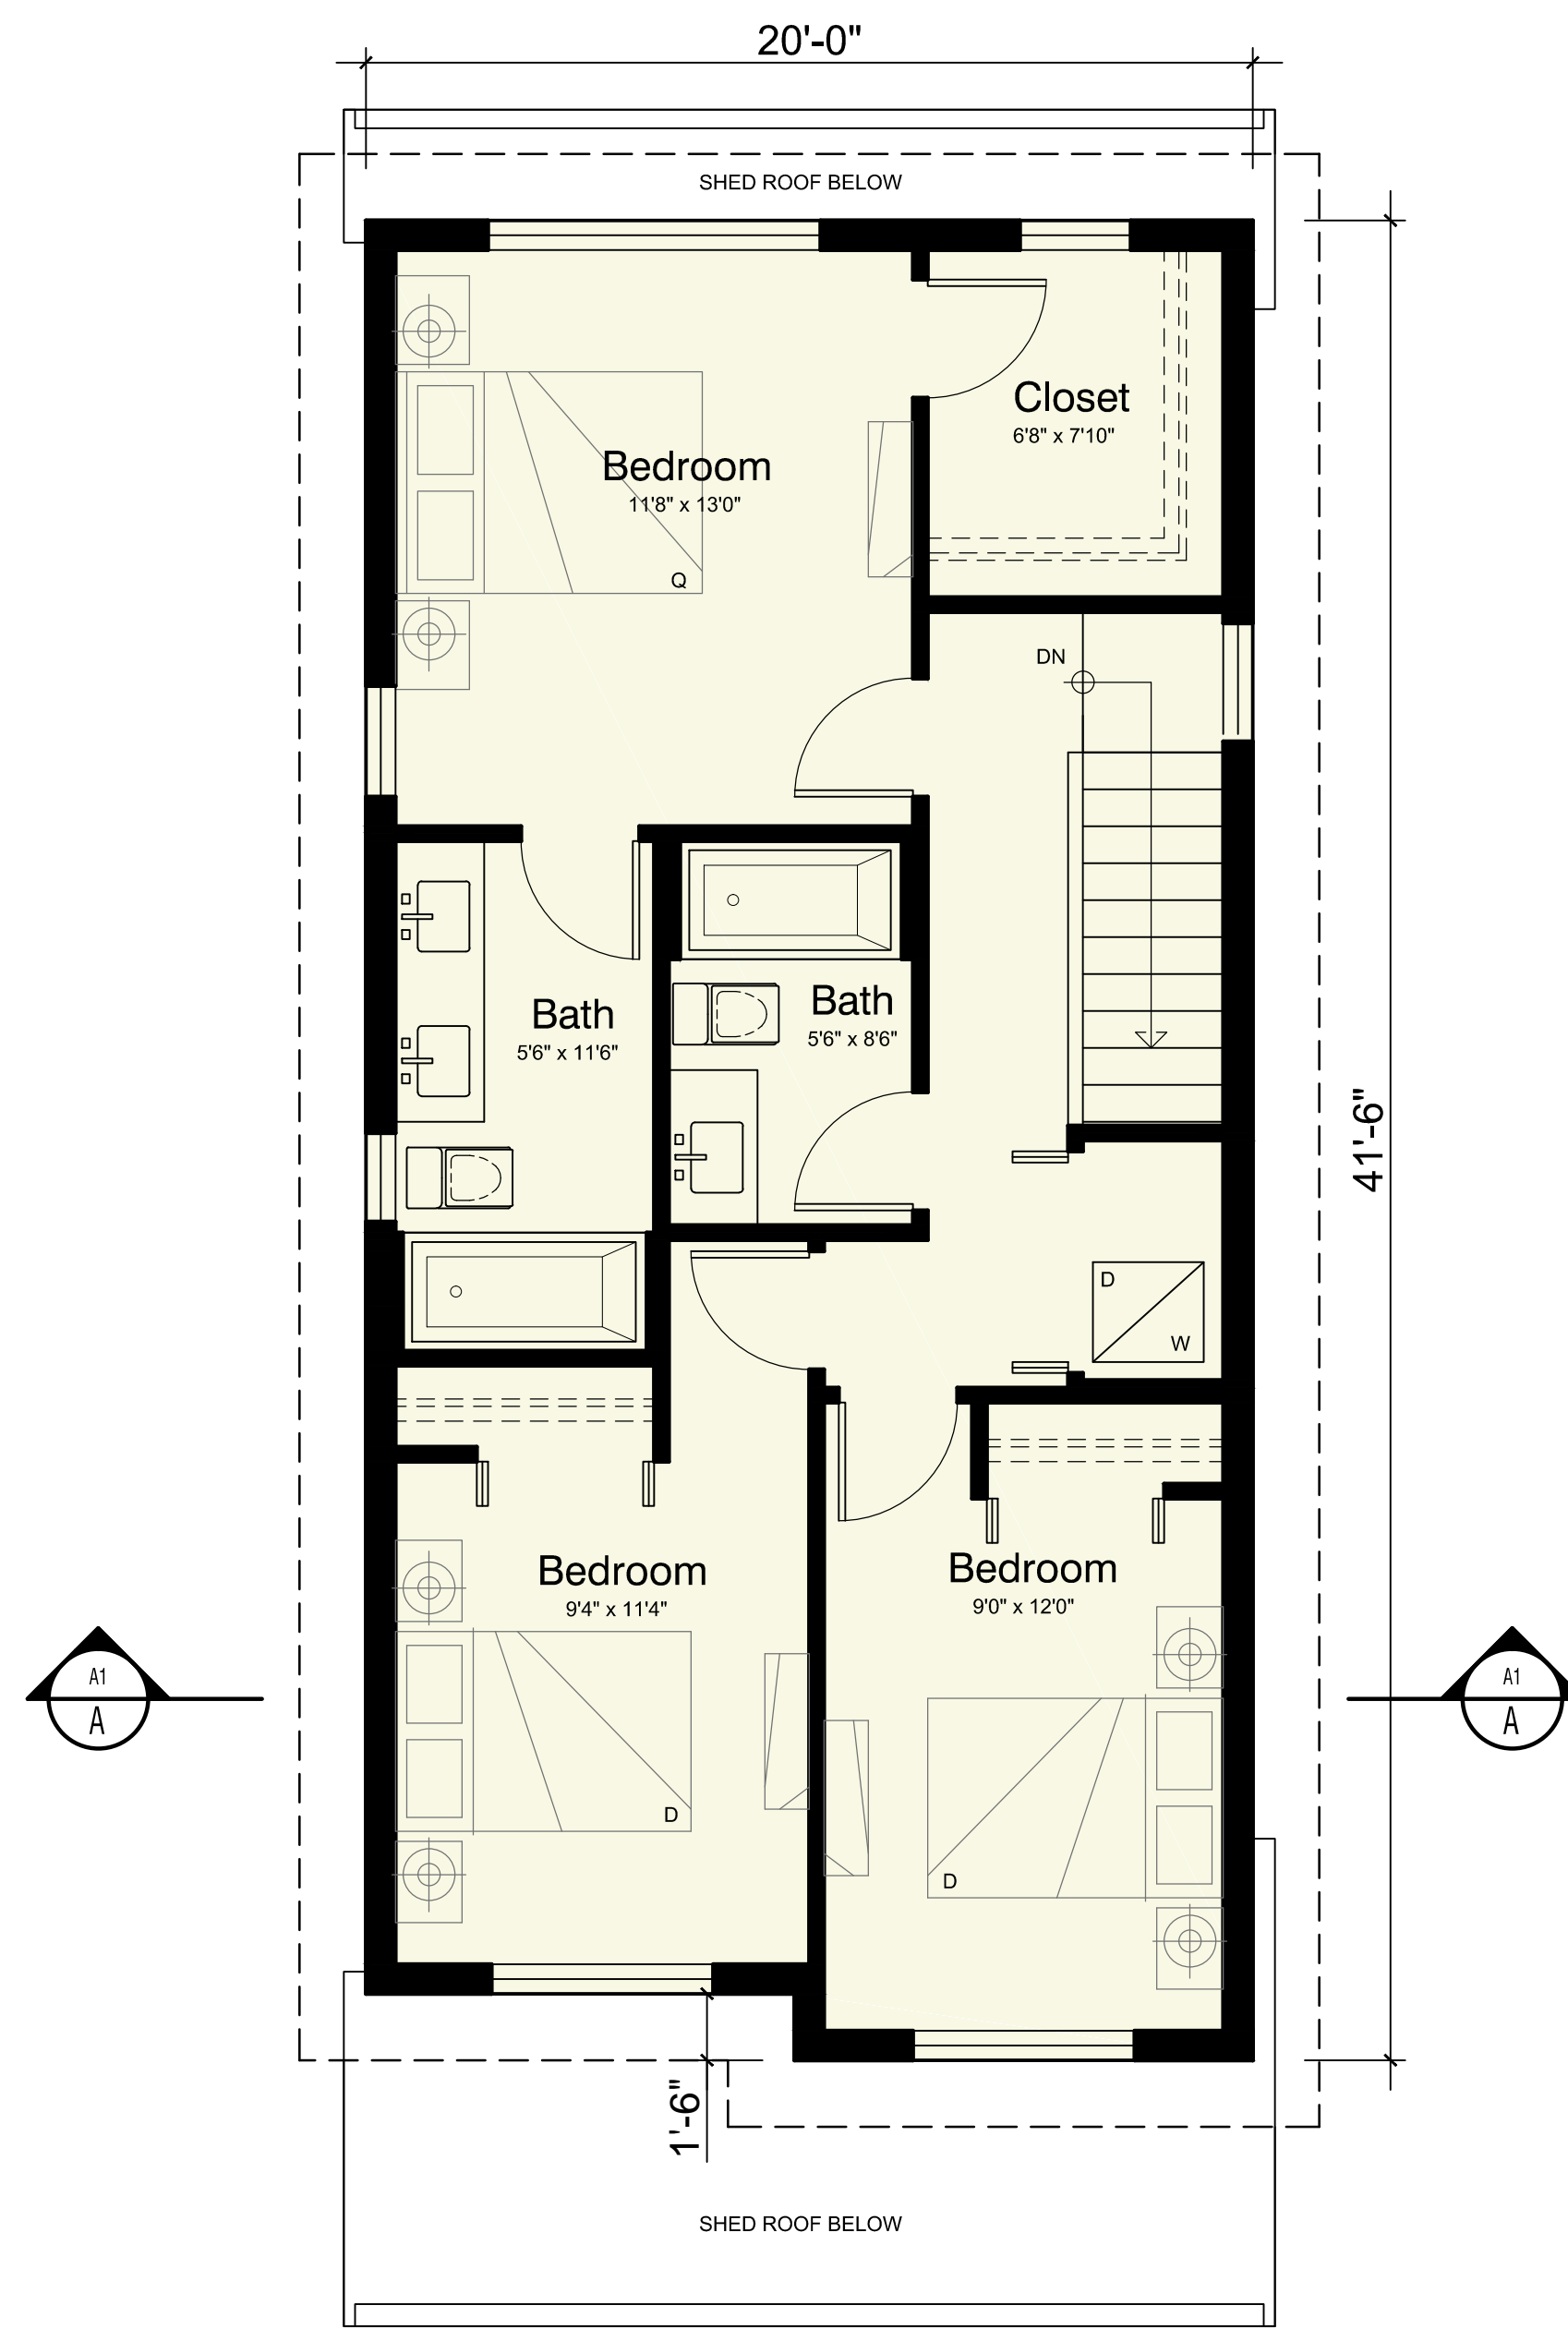 20'-0"
SHED ROOF BELOW
Closet
6'8" x 7'10"
Bedroom
11'8" x 13'0"
Q
DN
Bath
5'6" x 8'6"
Bath
5'6" x 11'6"
41'-6"
D
W
Bedroom
9'0" x 12'0"
Bedroom
9'4" x 11'4"
A1
A
A1
A
D
D
1'-6"
SHED ROOF BELOW